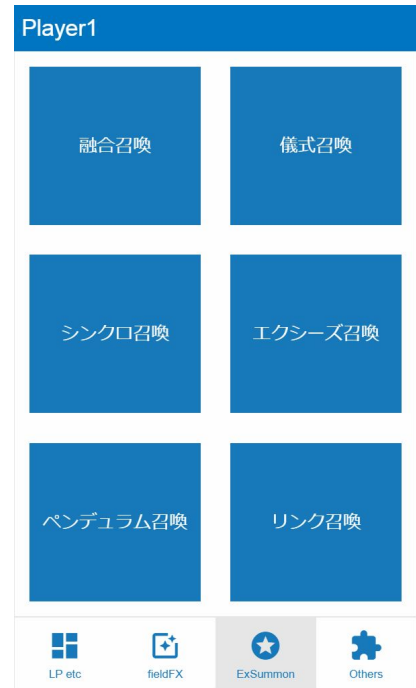 Player1
融合召喚
儀式召喚
シンクロ召喚
エクシーズ召喚
ペンデュラム召喚
リンク召喚
LP etc
fieldFX
ExSummon
Others